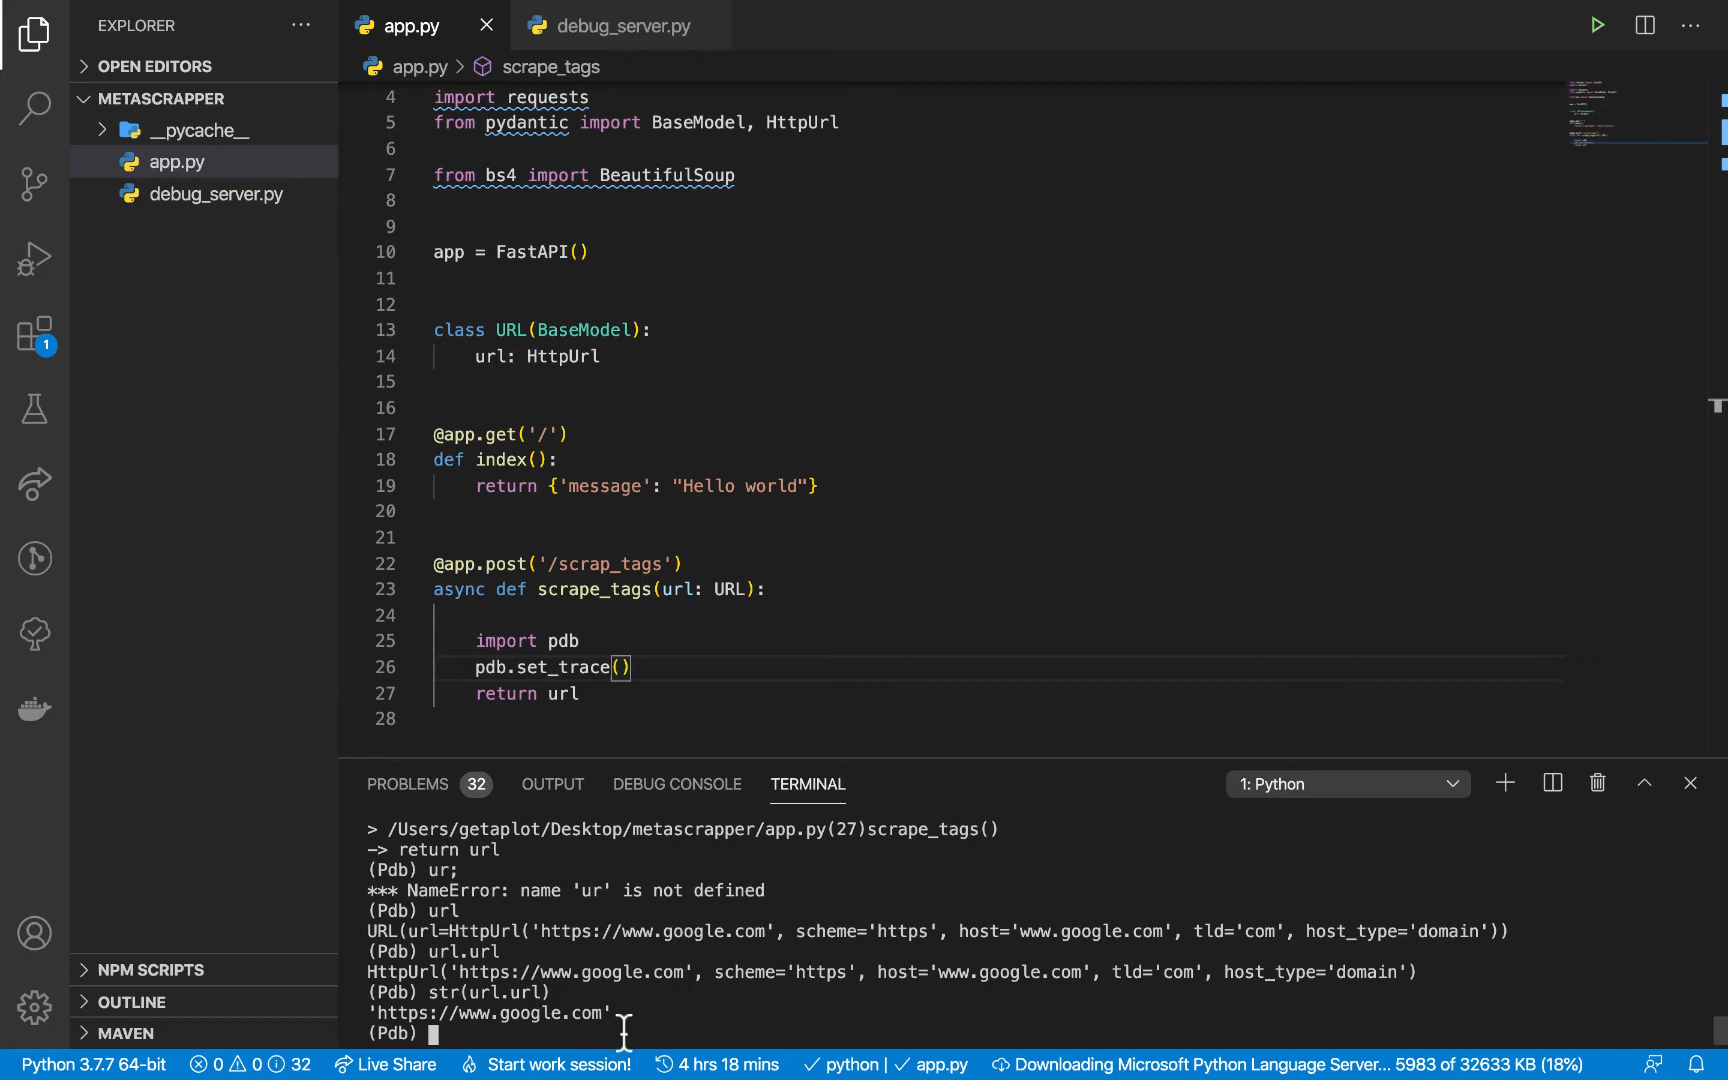 EXPLORER
OPEN EDITORS
METASCRAPPER
__pycache__
app.py
debug_server.py
NPM SCRIPTS
OUTLINE
MAVEN
1
app.py
debug_server.py
app.py > scrape_tags
4 import requests
5 from pydantic import BaseModel, HttpUrl
6
7 from bs4 import BeautifulSoup
8
9
10 app = FastAPI()
11
12
13 class URL(BaseModel):
14 url: HttpUrl
15
16
17 @app.get('/')
18 def index():
19 return {'message': "Hello world"}
20
21
22 @app.post('/scrap_tags')
23 async def scrape_tags(url: URL):
24
25 import pdb
26 pdb.set_trace()
27 return url
28
PROBLEMS 32 OUTPUT DEBUG CONSOLE TERMINAL 1: Python
> /Users/getaplot/Desktop/metascrapper/app.py(27)scrape_tags()
-> return url
(Pdb) ur;
*** NameError: name 'ur' is not defined
(Pdb) url
URL(url=HttpUrl('https://www.google.com', scheme='https', host='www.google.com', tld='com', host_type='domain'))
(Pdb) url.url
HttpUrl('https://www.google.com', scheme='https', host='www.google.com', tld='com', host_type='domain')
(Pdb) str(url.url)
'https://www.google.com'
(Pdb)
Python 3.7.7 64-bit 0 0 32 Live Share Start work session! 4 hrs 18 mins ✓ python | ✓ app.py Downloading Microsoft Python Language Server... 5983 of 32633 KB (18%)